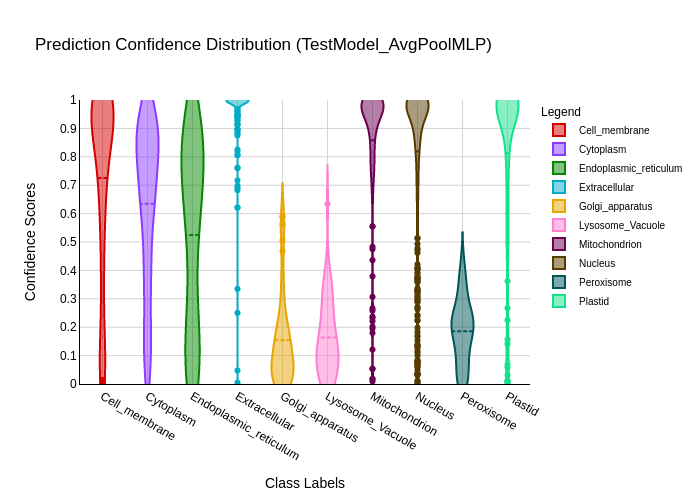 Prediction Confidence Distribution (TestModel_AvgPoolMLP)
Confidence Scores
1
0.9
0.8
0.7
0.6
0.5
0.4
0.3
0.2
0.1
0
Cell_membrane
Cytoplasm
Endoplasmic_reticulum
Extracellular
Golgi_apparatus
Lysosome_Vacuole
Mitochondrion
Nucleus
Peroxisome
Plastid
Class Labels
Legend
Cell_membrane
Cytoplasm
Endoplasmic_reticulum
Extracellular
Golgi_apparatus
Lysosome_Vacuole
Mitochondrion
Nucleus
Peroxisome
Plastid